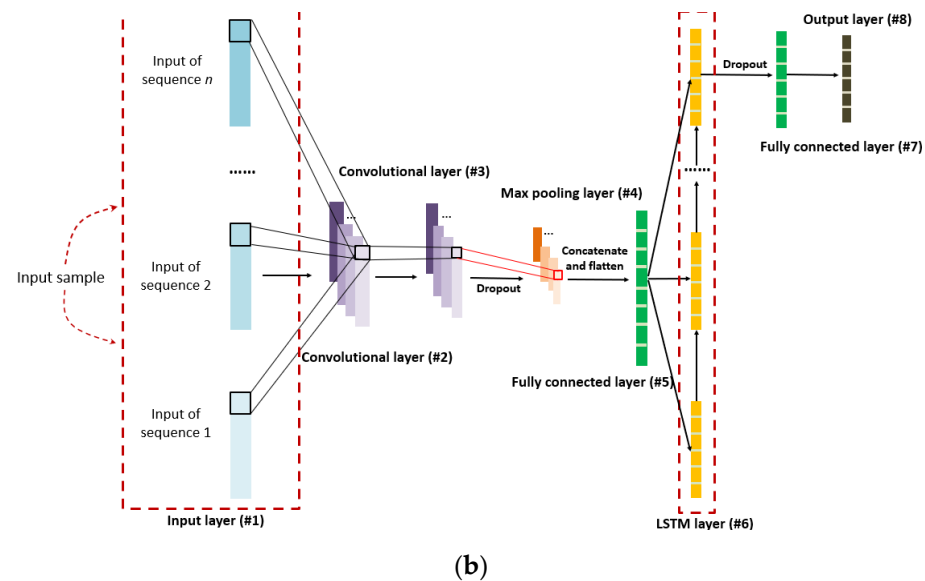 Output layer (#8)
Input of
sequence n
Dropout
Fully connected layer (#7)
......
......
Convolutional layer (#3)
Max pooling layer (#4)
...
...
...
Concatenate
and flatten
Input of
sequence 2
Input sample
Dropout
Convolutional layer (#2)
Fully connected layer (#5)
Input of
sequence 1
Input layer (#1)
LSTM layer (#6)
(b)